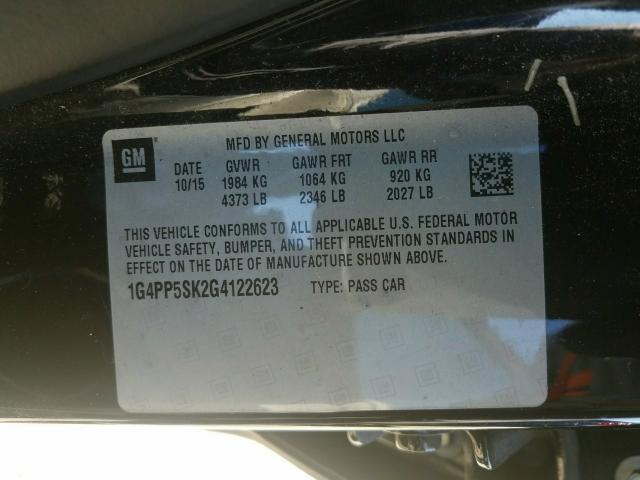 GM
MFD BY GENERAL MOTORS LLC
DATE GVWR GAWR FRT GAWR RR
10/15 1984 KG 1064 KG 920 KG
4373 LB 2346 LB 2027 LB
THIS VEHICLE CONFORMS TO ALL APPLICABLE U.S. FEDERAL MOTOR
VEHICLE SAFETY, BUMPER, AND THEFT PREVENTION STANDARDS IN
EFFECT ON THE DATE OF MANUFACTURE SHOWN ABOVE.
1G4PP5SK2G4122623 TYPE: PASS CAR